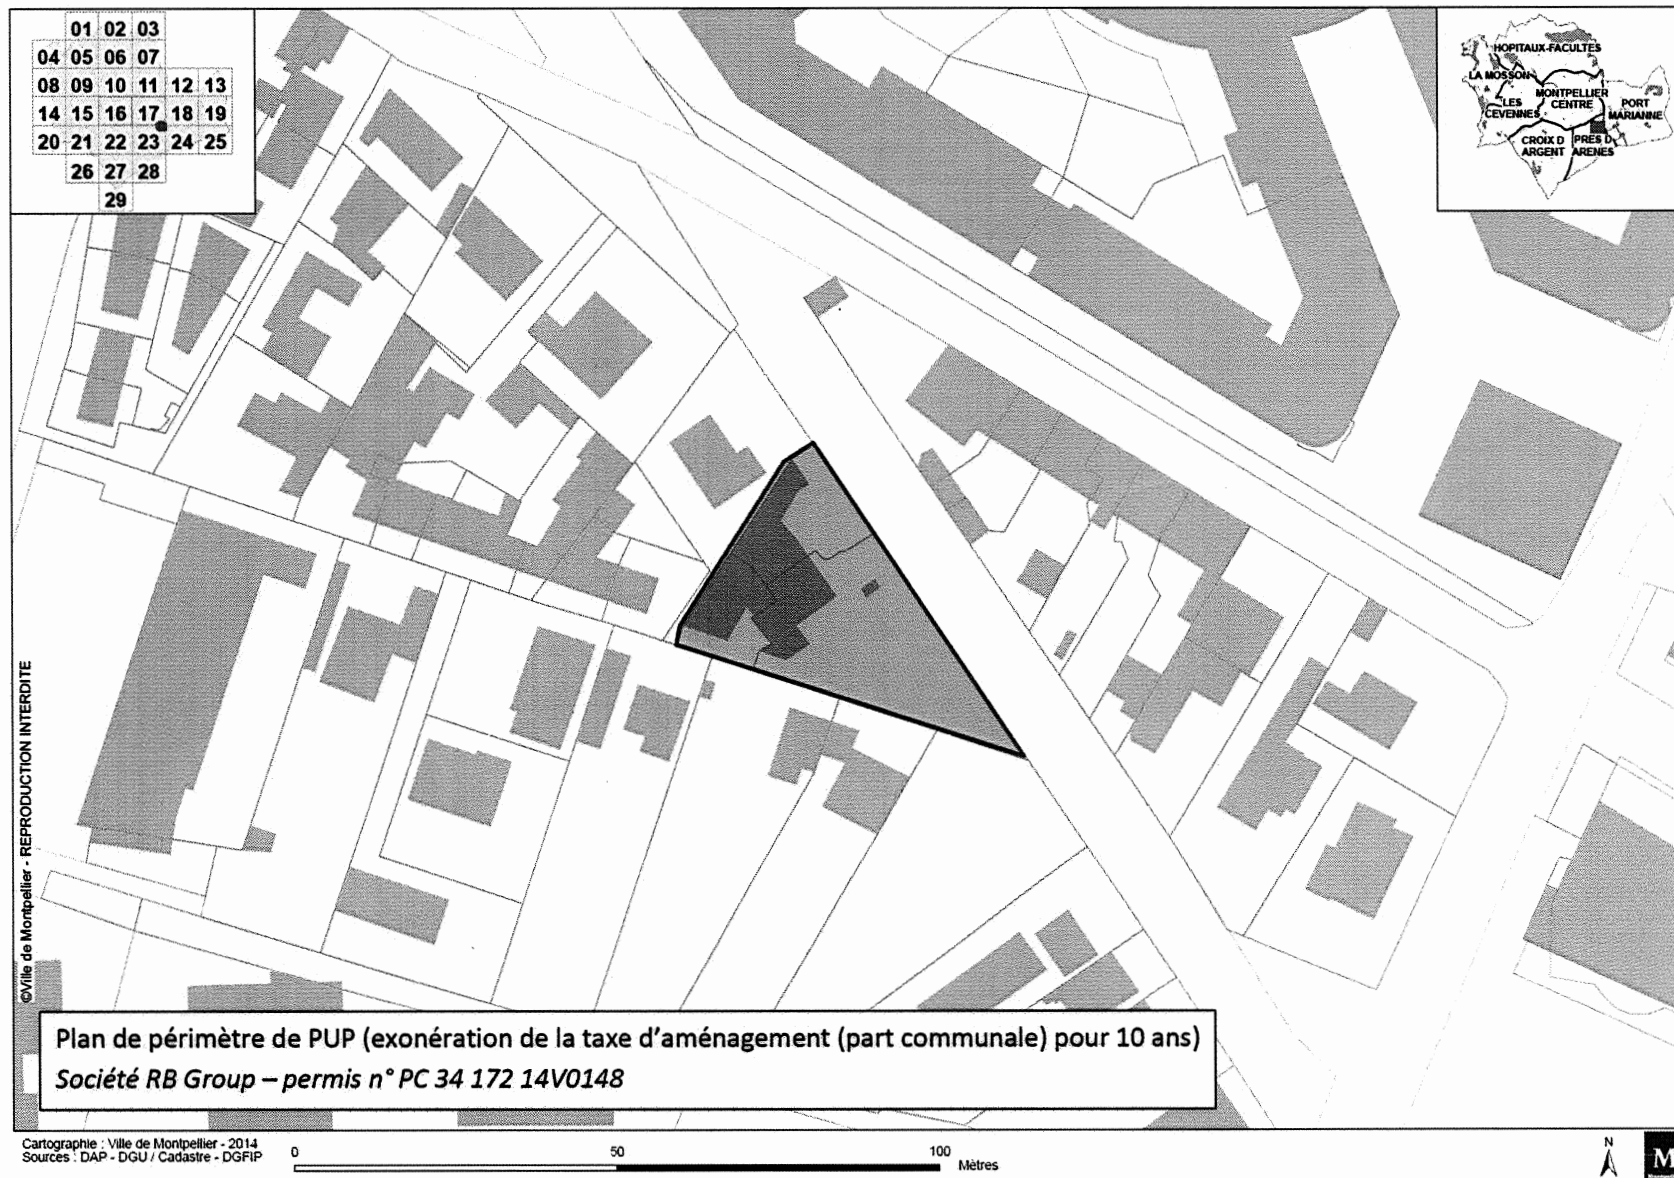 01 02 03
04 05 06 07
08 09 10 11 12 13
14 15 16 17 18 19
20 21 22 23 24 25
26 27 28
29
HOPITAUX-FACULTES
LA MOSSON
MONTPELLIER
CENTRE
LES
CEVENNES
PORT
MARIANNE
CROIX D
ARGENT
PRES D
ARENES
©Ville de Montpellier - REPRODUCTION INTERDITE
Plan de périmètre de PUP (exonération de la taxe d'aménagement (part communale) pour 10 ans)
Société RB Group – permis n° PC 34 172 14V0148
Cartographie : Ville de Montpellier - 2014
Sources : DAP - DGU / Cadastre - DGFIP
0 50 100 Mètres
N
M